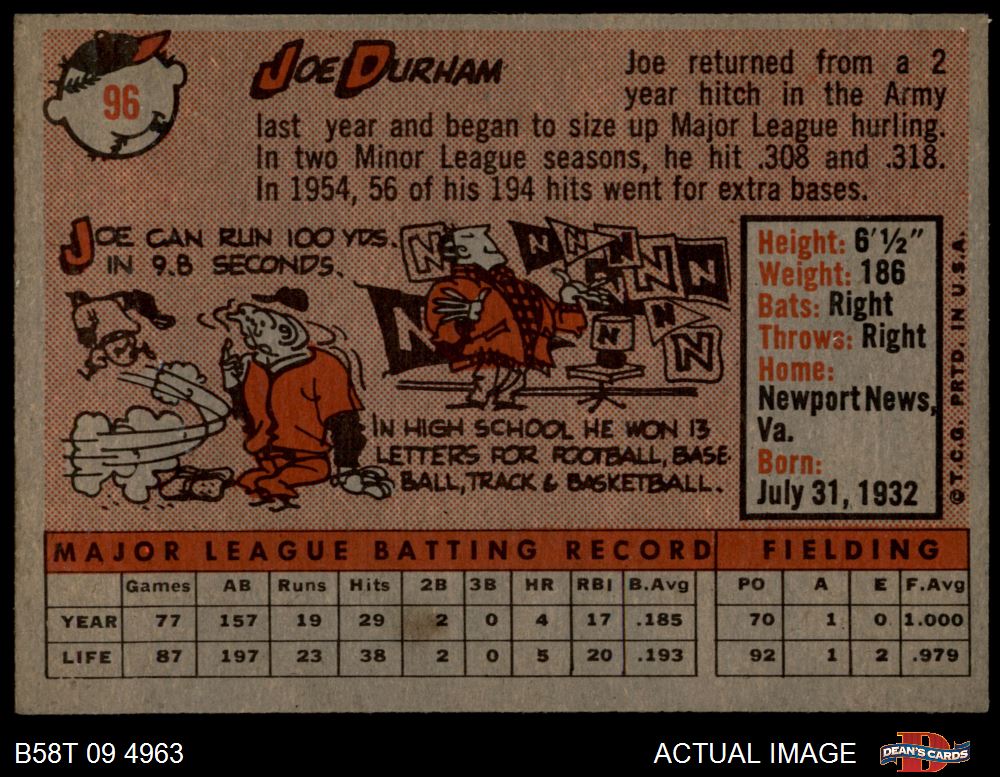 96
JOE DURHAM
Joe returned from a 2
year hitch in the Army
last year and began to size up Major League hurling.
In two Minor League seasons, he hit .308 and .318.
In 1954, 56 of his 194 hits went for extra bases.
JOE CAN RUN 100 YDS.
IN 9.8 SECONDS.
N N N N N N N N N N
IN HIGH SCHOOL HE WON 13
LETTERS FOR FOOTBALL, BASE
BALL, TRACK & BASKETBALL.
Height: 6'½"
Weight: 186
Bats: Right
Throws: Right
Home:
Newport News,
Va.
Born:
July 31, 1932
© T.C.G. PRTD. IN U.S.A.
MAJOR LEAGUE BATTING RECORD FIELDING
Games AB Runs Hits 2B 3B HR RBI B.Avg PO A E F.Avg
YEAR 77 157 19 29 2 0 4 17 .185 70 1 0 1.000
LIFE 87 197 23 38 2 0 5 20 .193 92 1 2 .979
B58T 09 4963
ACTUAL IMAGE
D
DEAN'S CARDS